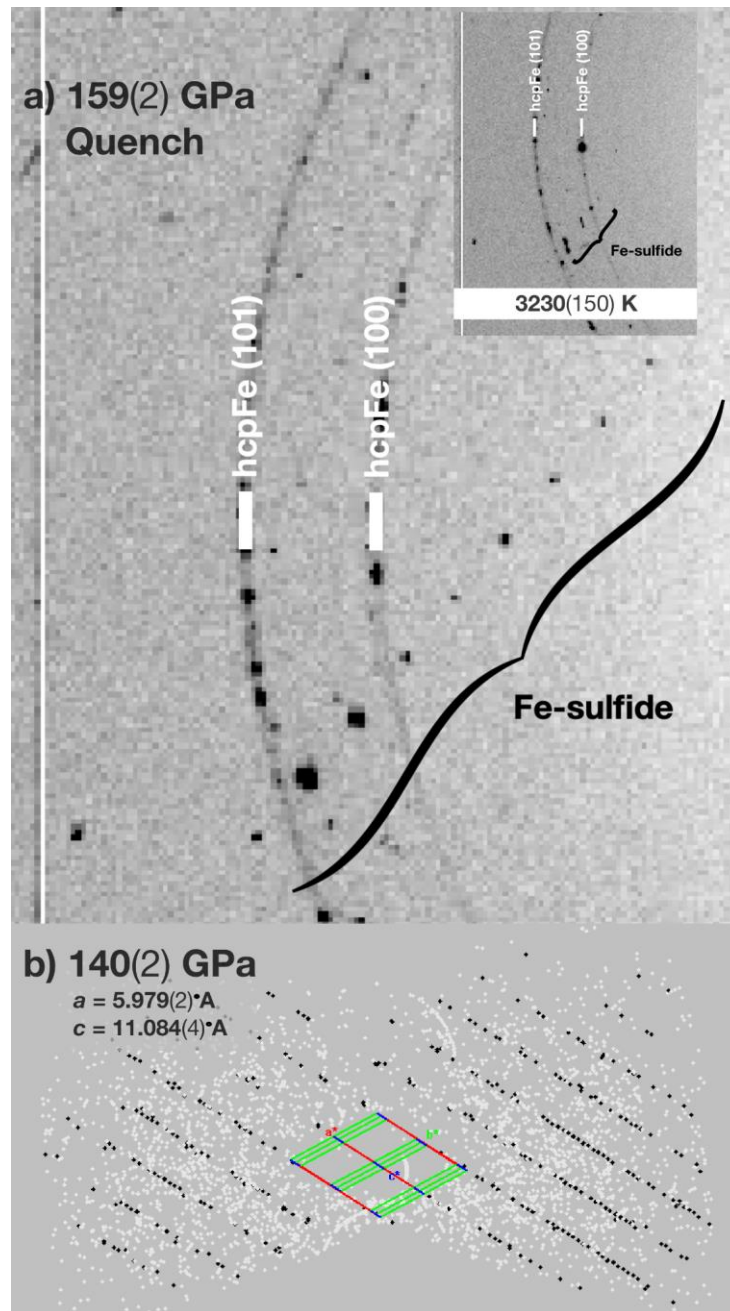 a) 159(2) GPa
Quench
hcpFe (101)
hcpFe (100)
Fe-sulfide
3230(150) K
hcpFe (101)
hcpFe (100)
Fe-sulfide
b) 140(2) GPa
a = 5.979(2)•A
c = 11.084(4)•A
a*
b*
c*